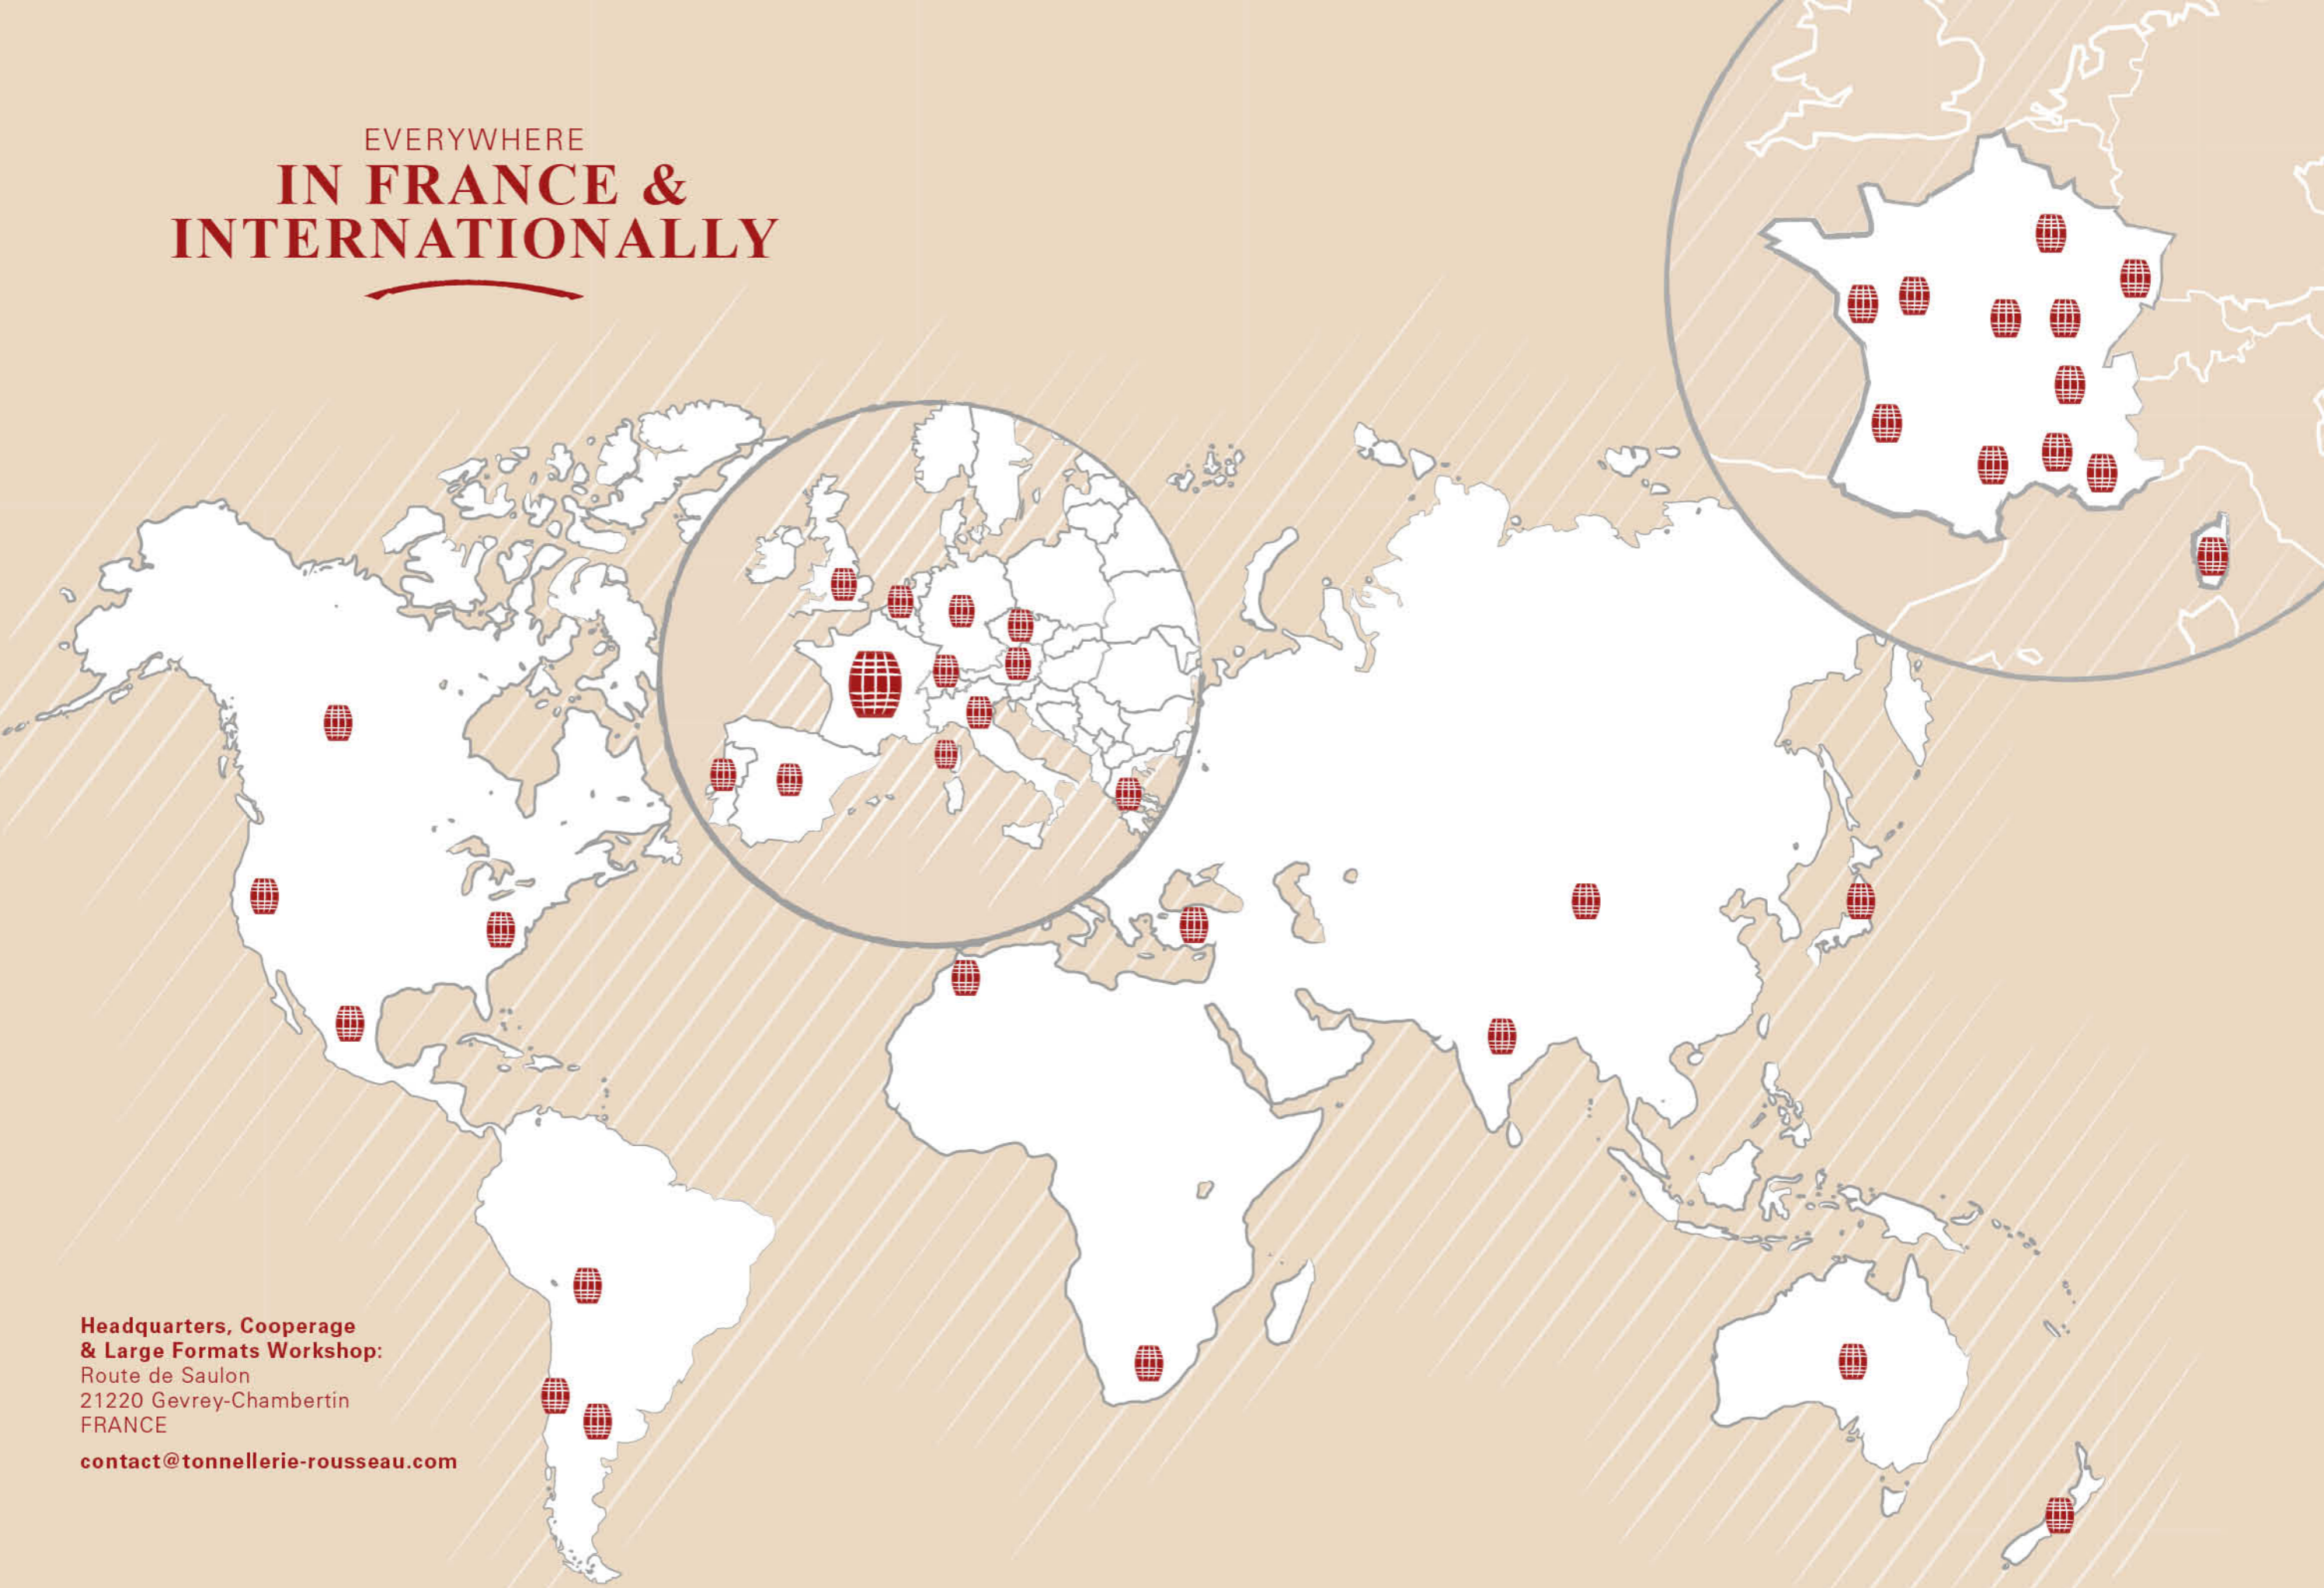 EVERYWHERE
IN FRANCE &
INTERNATIONALLY
Headquarters, Cooperage
& Large Formats Workshop:
Route de Saulon
21220 Gevrey-Chambertin
FRANCE
contact@tonnellerie-rousseau.com